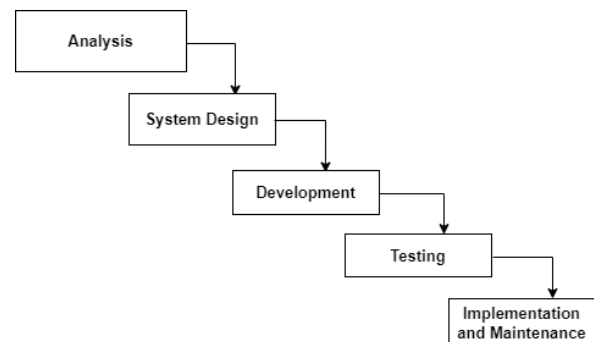 Analysis
System Design
Development
Testing
Implementation
and Maintenance